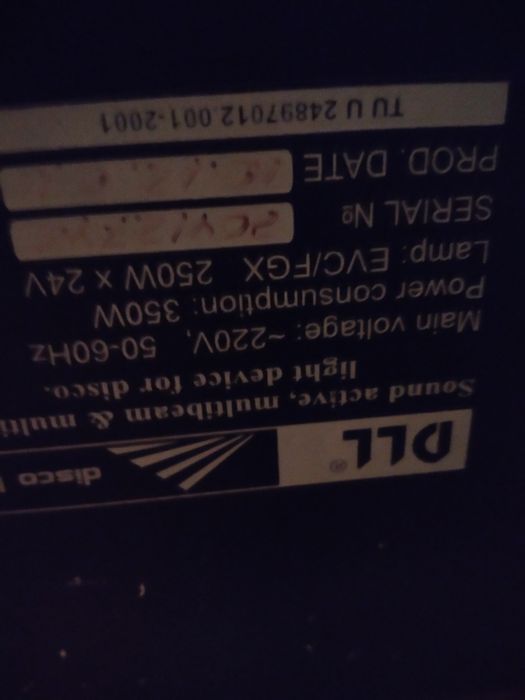 DLL® disco
Sound active, multibeam & multi
light device for disco.
Main voltage: ~220V, 50-60Hz
Power consumption: 350W
Lamp: EVC/FGX 250W x 24V
SERIAL №
PROD. DATE
TU U 24897012.001-2001